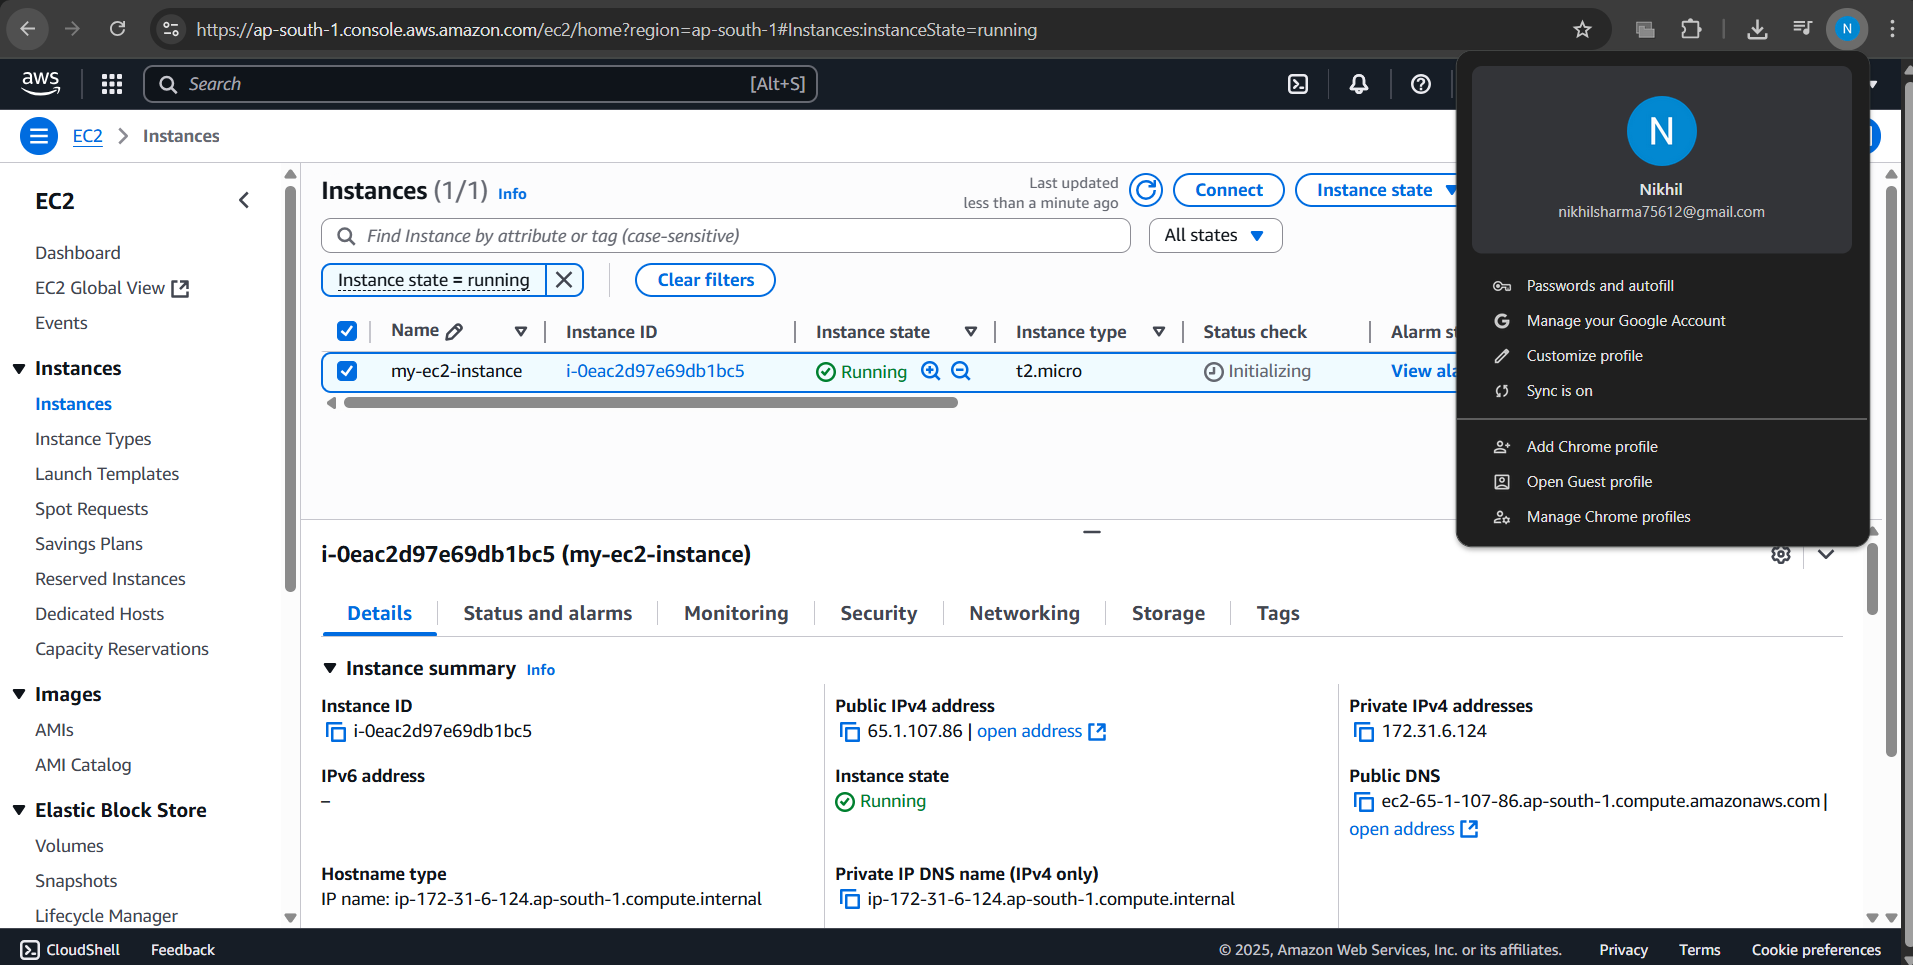 https://ap-south-1.console.aws.amazon.com/ec2/home?region=ap-south-1#Instances:instanceState=running
N
aws
Search
[Alt+S]
EC2
Instances
N
Nikhil
nikhilsharma75612@gmail.com
Passwords and autofill
Manage your Google Account
Customize profile
Sync is on
Add Chrome profile
Open Guest profile
Manage Chrome profiles
EC2
Dashboard
EC2 Global View
Events
Instances
Instances
Instance Types
Launch Templates
Spot Requests
Savings Plans
Reserved Instances
Dedicated Hosts
Capacity Reservations
Images
AMIs
AMI Catalog
Elastic Block Store
Volumes
Snapshots
Lifecycle Manager
Instances (1/1) Info
Last updated
less than a minute ago
Connect
Instance state
Find Instance by attribute or tag (case-sensitive)
All states
Instance state = running
Clear filters
Name Instance ID Instance state Instance type Status check Alarm
my-ec2-instance i-0eac2d97e69db1bc5 Running t2.micro Initializing View
i-0eac2d97e69db1bc5 (my-ec2-instance)
Details Status and alarms Monitoring Security Networking Storage Tags
Instance summary Info
Instance ID
i-0eac2d97e69db1bc5
Public IPv4 address
65.1.107.86 | open address
Private IPv4 addresses
172.31.6.124
IPv6 address
–
Instance state
Running
Public DNS
ec2-65-1-107-86.ap-south-1.compute.amazonaws.com |
open address
Hostname type
IP name: ip-172-31-6-124.ap-south-1.compute.internal
Private IP DNS name (IPv4 only)
ip-172-31-6-124.ap-south-1.compute.internal
CloudShell Feedback
© 2025, Amazon Web Services, Inc. or its affiliates. Privacy Terms Cookie preferences